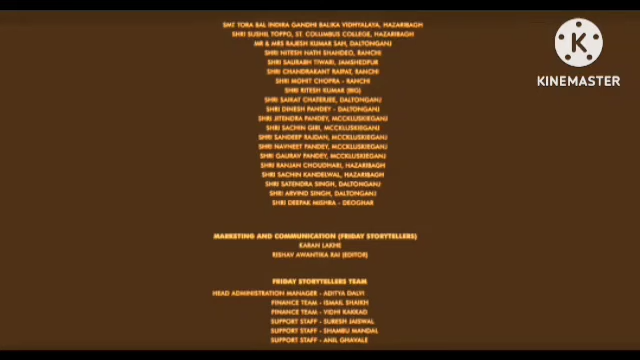 SMT TORA BAL INDIRA GANDHI BALIKA VIDHYALAYA, HAZARIBAGH
SHRI SUSHIL TOPPO, ST. COLUMBUS COLLEGE, HAZARIBAGH
MR & MRS RAJESH KUMAR SAH, DALTONGANJ
SHRI NITESH NATH SHAHDEO, RANCHI
SHRI SAURABH TIWARI, JAMSHEDPUR
SHRI CHANDRAKANT RAIPAT, RANCHI
SHRI MOHIT CHOPRA - RANCHI
SHRI RITESH KUMAR (BIG)
SHRI SAIKAT CHATERJEE, DALTONGANJ
SHRI DINESH PANDEY - DALTONGANJ
SHRI JITENDRA PANDEY, MCCKLUSKIEGANJ
SHRI SACHIN GIRI, MCCKLUSKIEGANJ
SHRI SANDEEP RAJDAN, MCCKLUSKIEGANJ
SHRI NAVNEET PANDEY, MCCKLUSKIEGANJ
SHRI GAURAV PANDEY, MCCKLUSKIEGANJ
SHRI RANJAN CHOUDHARI, HAZARIBAGH
SHRI SACHIN KANDELWAL, HAZARIBAGH
SHRI SATENDRA SINGH, DALTONGANJ
SHRI ARVIND SINGH, DALTONGANJ
SHRI DEEPAK MISHRA - DEOGHAR
K
KINEMASTER
MARKETING AND COMMUNICATION (FRIDAY STORYTELLERS)
KARAN LAKHE
RISHAV AWANTIKA RAI (EDITOR)
FRIDAY STORYTELLERS TEAM
HEAD ADMINISTRATION MANAGER - ADITYA DALVI
FINANCE TEAM - ISMAIL SHAIKH
FINANCE TEAM - VIDHI KAKKAD
SUPPORT STAFF - SURESH JAISWAL
SUPPORT STAFF - SHAMBU MANDAL
SUPPORT STAFF - ANIL GHAVALE